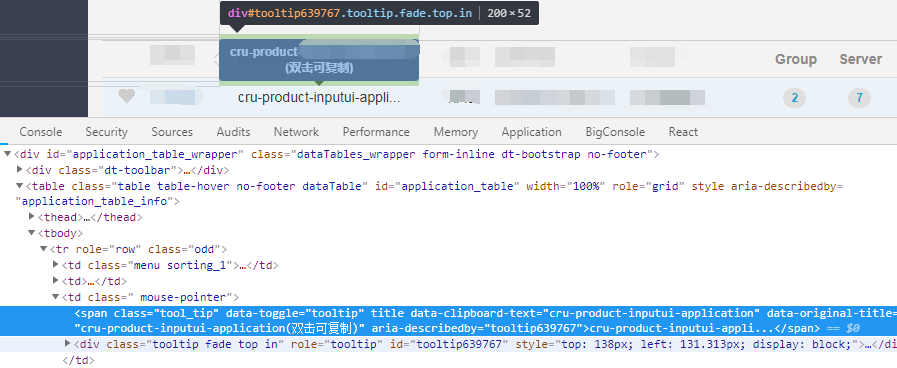 div#tooltip639767.tooltip.fade.top.in | 200 × 52
cru-product-
(双击可复制)
Group Server
cru-product-inputui-appli... 2 7
Console Security Sources Audits Network Performance Memory Application BigConsole React
▼<div id="application_table_wrapper" class="dataTables_wrapper form-inline dt-bootstrap no-footer">
▶<div class="dt-toolbar">…</div>
▼<table class="table table-hover no-footer dataTable" id="application_table" width="100%" role="grid" style aria-describedby=
"application_table_info">
▶<thead>…</thead>
▼<tbody>
▼<tr role="row" class="odd">
▶<td class="menu sorting_1">…</td>
▶<td>…</td>
▼<td class=" mouse-pointer">
<span class="tool_tip" data-toggle="tooltip" title data-clipboard-text="cru-product-inputui-application" data-original-title=
"cru-product-inputui-application(双击可复制)" aria-describedby="tooltip639767">cru-product-inputui-appli...</span> == $0
▶<div class="tooltip fade top in" role="tooltip" id="tooltip639767" style="top: 138px; left: 131.313px; display: block;">…</di
</td>